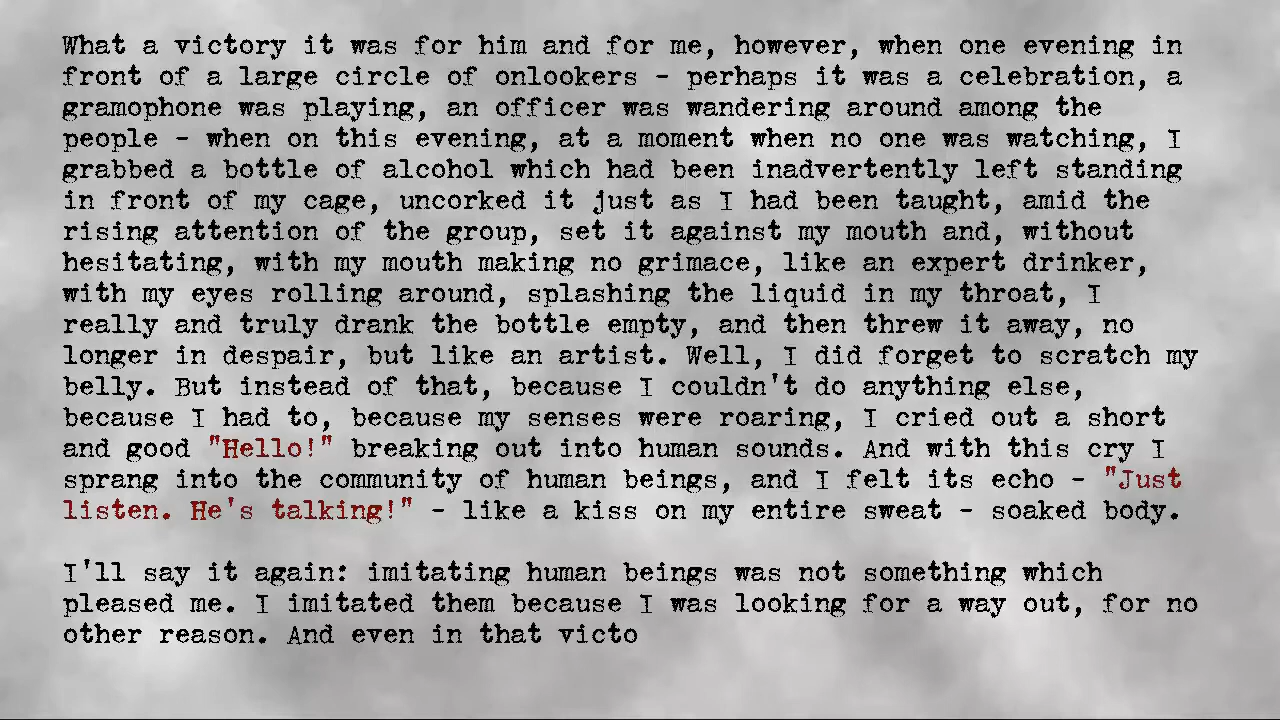 What a victory it was for him and for me, however, when one evening in
front of a large circle of onlookers - perhaps it was a celebration, a
gramophone was playing, an officer was wandering around among the
people - when on this evening, at a moment when no one was watching, I
grabbed a bottle of alcohol which had been inadvertently left standing
in front of my cage, uncorked it just as I had been taught, amid the
rising attention of the group, set it against my mouth and, without
hesitating, with my mouth making no grimace, like an expert drinker,
with my eyes rolling around, splashing the liquid in my throat, I
really and truly drank the bottle empty, and then threw it away, no
longer in despair, but like an artist. Well, I did forget to scratch my
belly. But instead of that, because I couldn't do anything else,
because I had to, because my senses were roaring, I cried out a short
and good "Hello!" breaking out into human sounds. And with this cry I
sprang into the community of human beings, and I felt its echo - "Just
listen. He's talking!" - like a kiss on my entire sweat - soaked body.

I'll say it again: imitating human beings was not something which
pleased me. I imitated them because I was looking for a way out, for no
other reason. And even in that victo